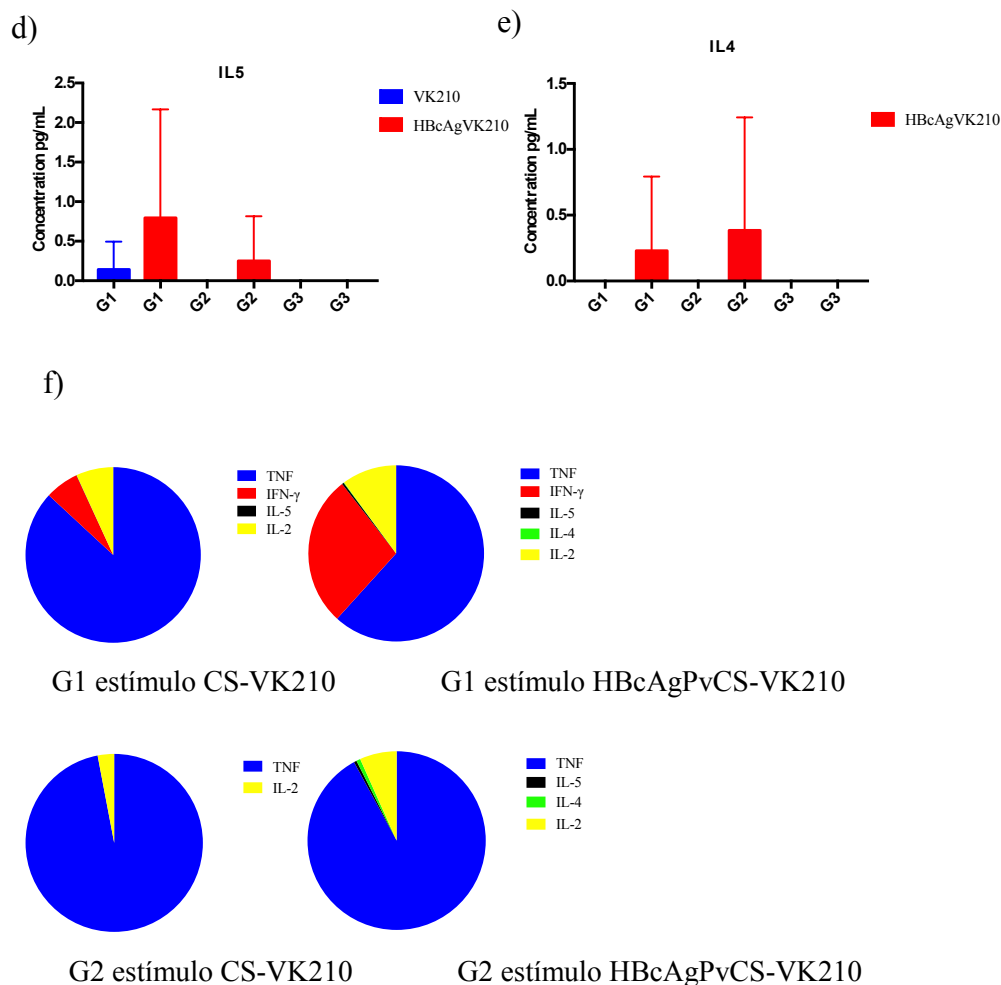 d)
IL5
Concentration pg/mL
2.5
2.0
1.5
1.0
0.5
0.0
G1
G1
G2
G2
G3
G3
VK210
HBcAgVK210
e)
IL4
Concentration pg/mL
1.5
1.0
0.5
0.0
G1
G1
G2
G2
G3
G3
HBcAgVK210
f)
TNF
IFN-γ
IL-5
IL-2
G1 estímulo CS-VK210
TNF
IFN-γ
IL-5
IL-4
IL-2
G1 estímulo HBcAgPvCS-VK210
TNF
IL-2
G2 estímulo CS-VK210
TNF
IL-5
IL-4
IL-2
G2 estímulo HBcAgPvCS-VK210